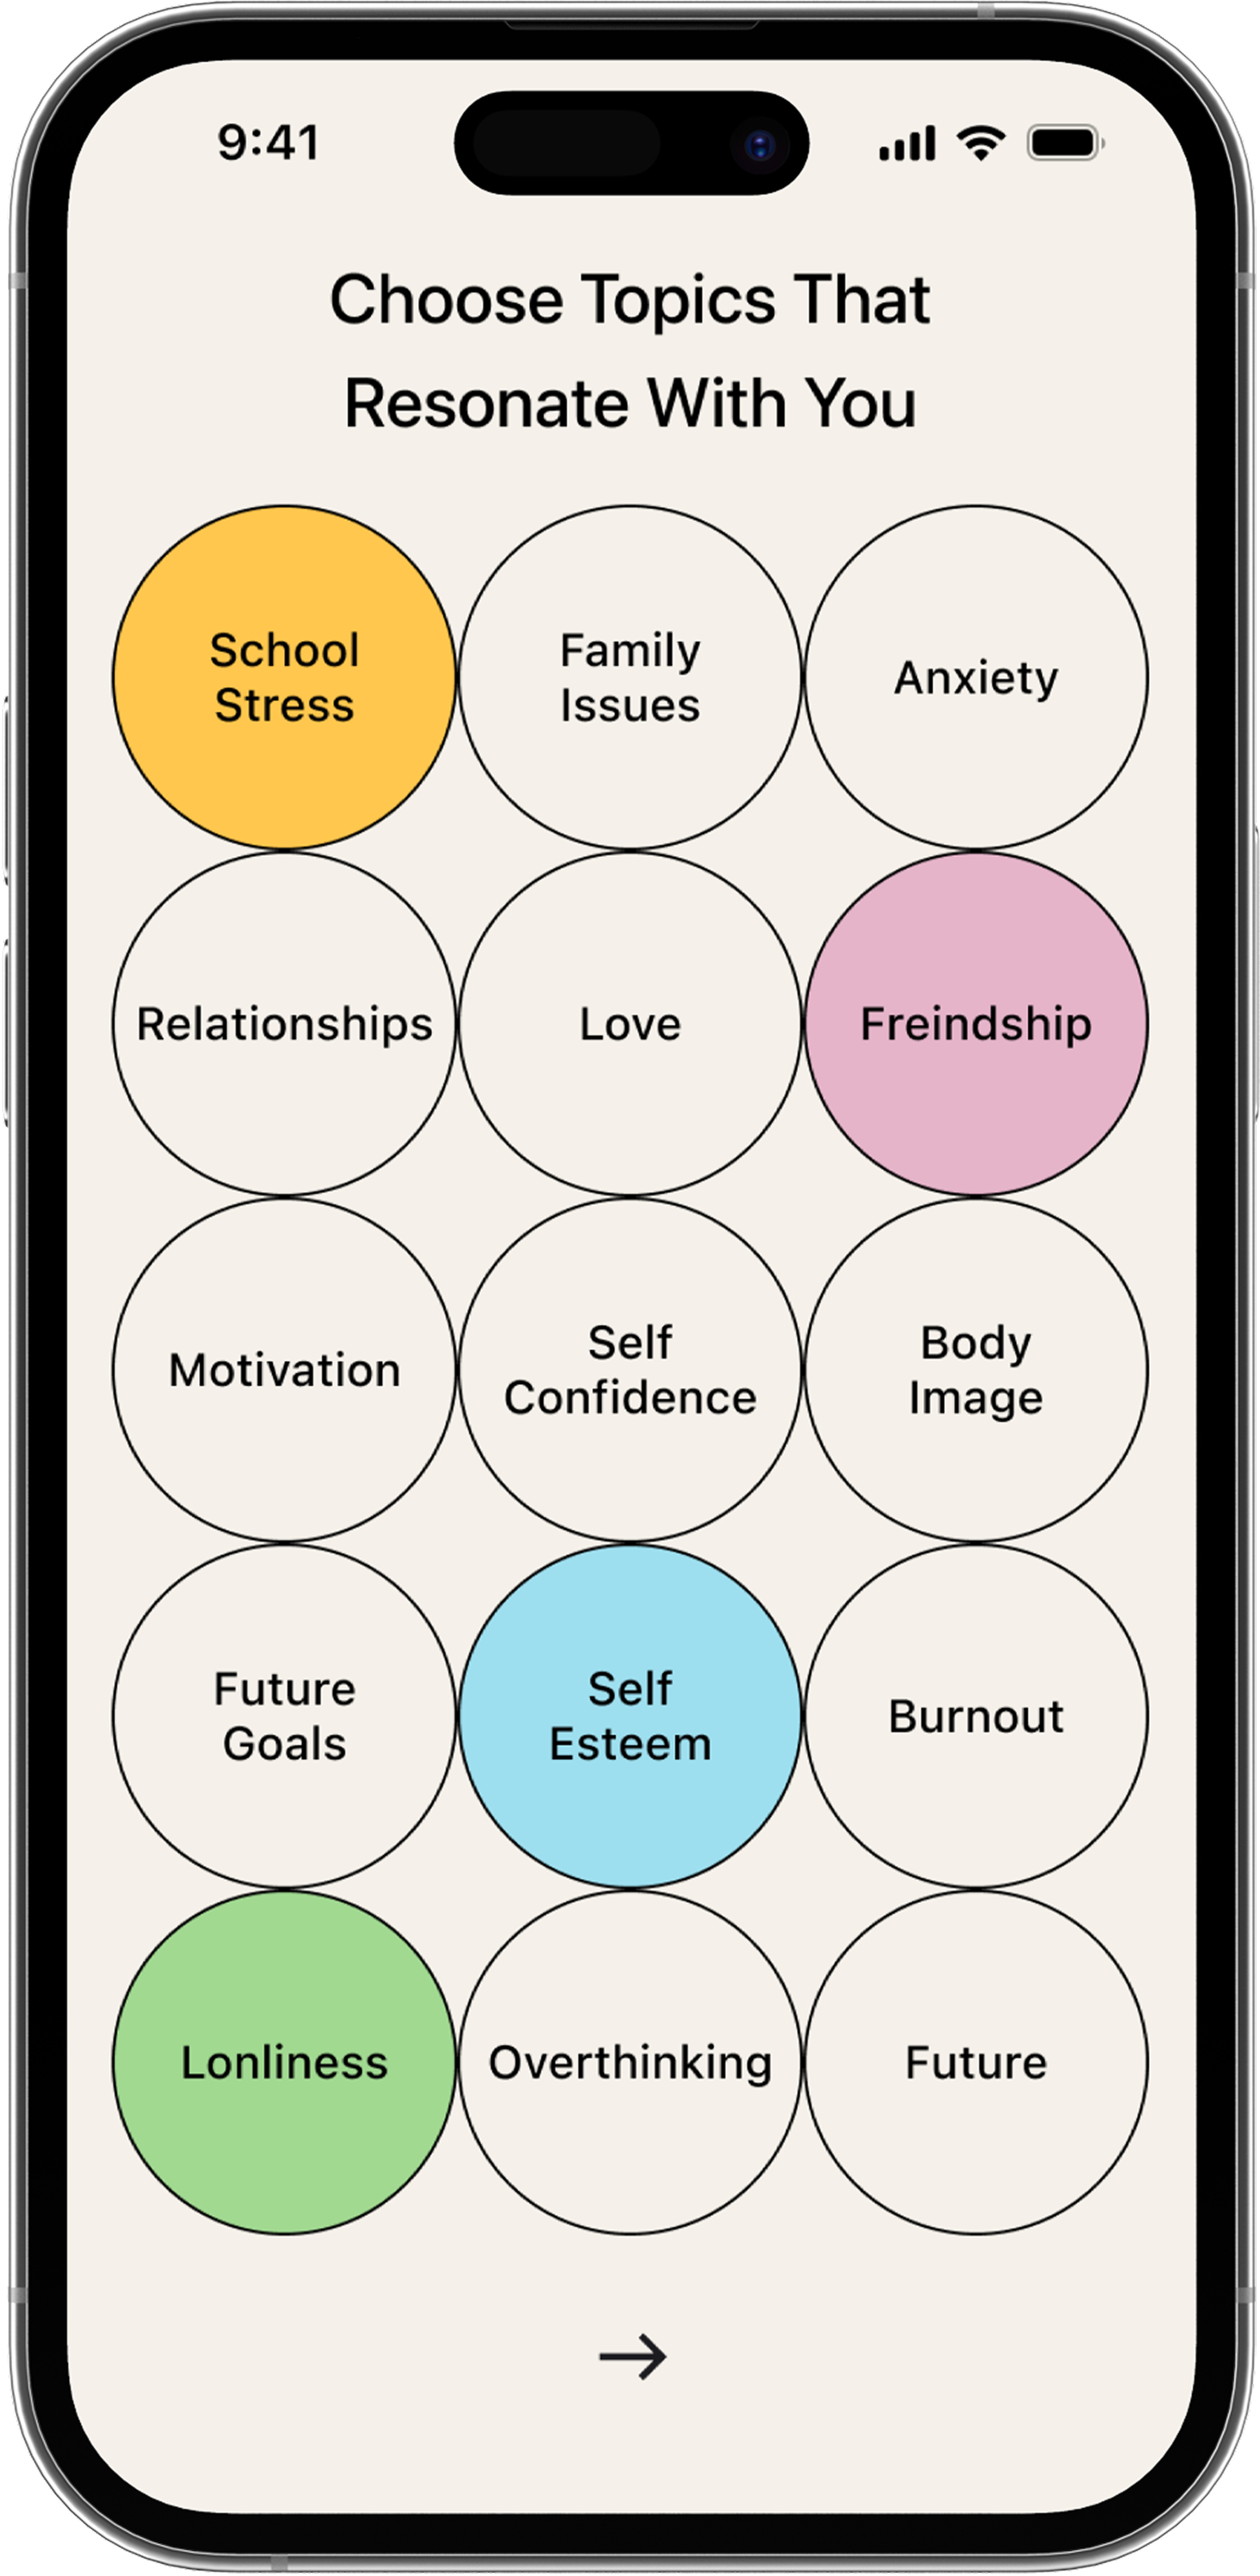 9:41
Choose Topics That
Resonate With You
School
Stress
Family
Issues
Anxiety
Relationships
Love
Freindship
Motivation
Self
Confidence
Body
Image
Future
Goals
Self
Esteem
Burnout
Lonliness
Overthinking
Future